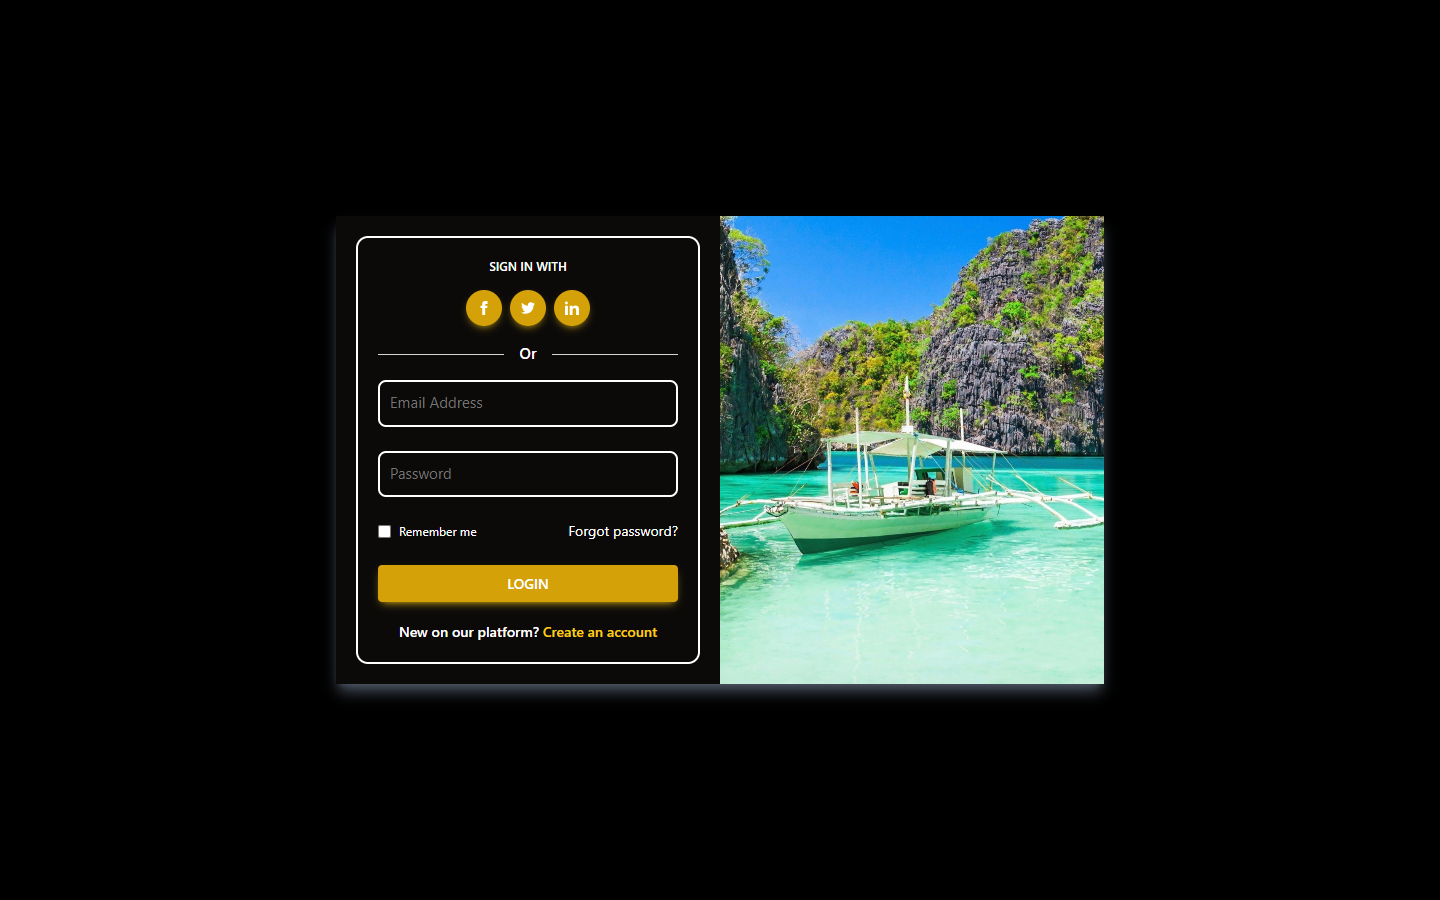 SIGN IN WITH
Or
Email Address
Password
Remember me
Forgot password?
LOGIN
New on our platform? Create an account